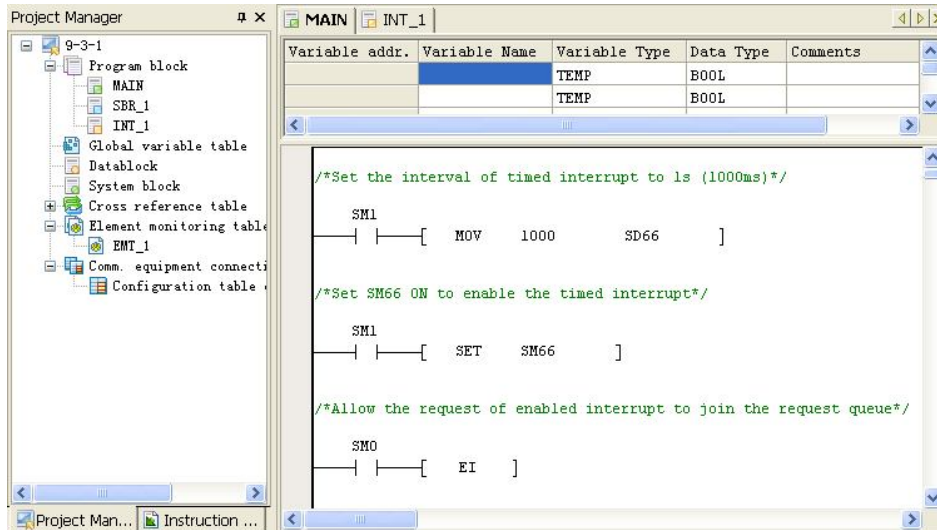 Project Manager
9-3-1
Program block
MAIN
SBR_1
INT_1
Global variable table
Datablock
System block
Cross reference table
Element monitoring table
EMT_1
Comm. equipment connecti
Configuration table
Project Man... Instruction ...
MAIN INT_1
Variable addr. Variable Name Variable Type Data Type Comments
TEMP BOOL
TEMP BOOL
/*Set the interval of timed interrupt to 1s (1000ms)*/
SM1
[ MOV 1000 SD66 ]
/*Set SM66 ON to enable the timed interrupt*/
SM1
[ SET SM66 ]
/*Allow the request of enabled interrupt to join the request queue*/
SM0
[ EI ]